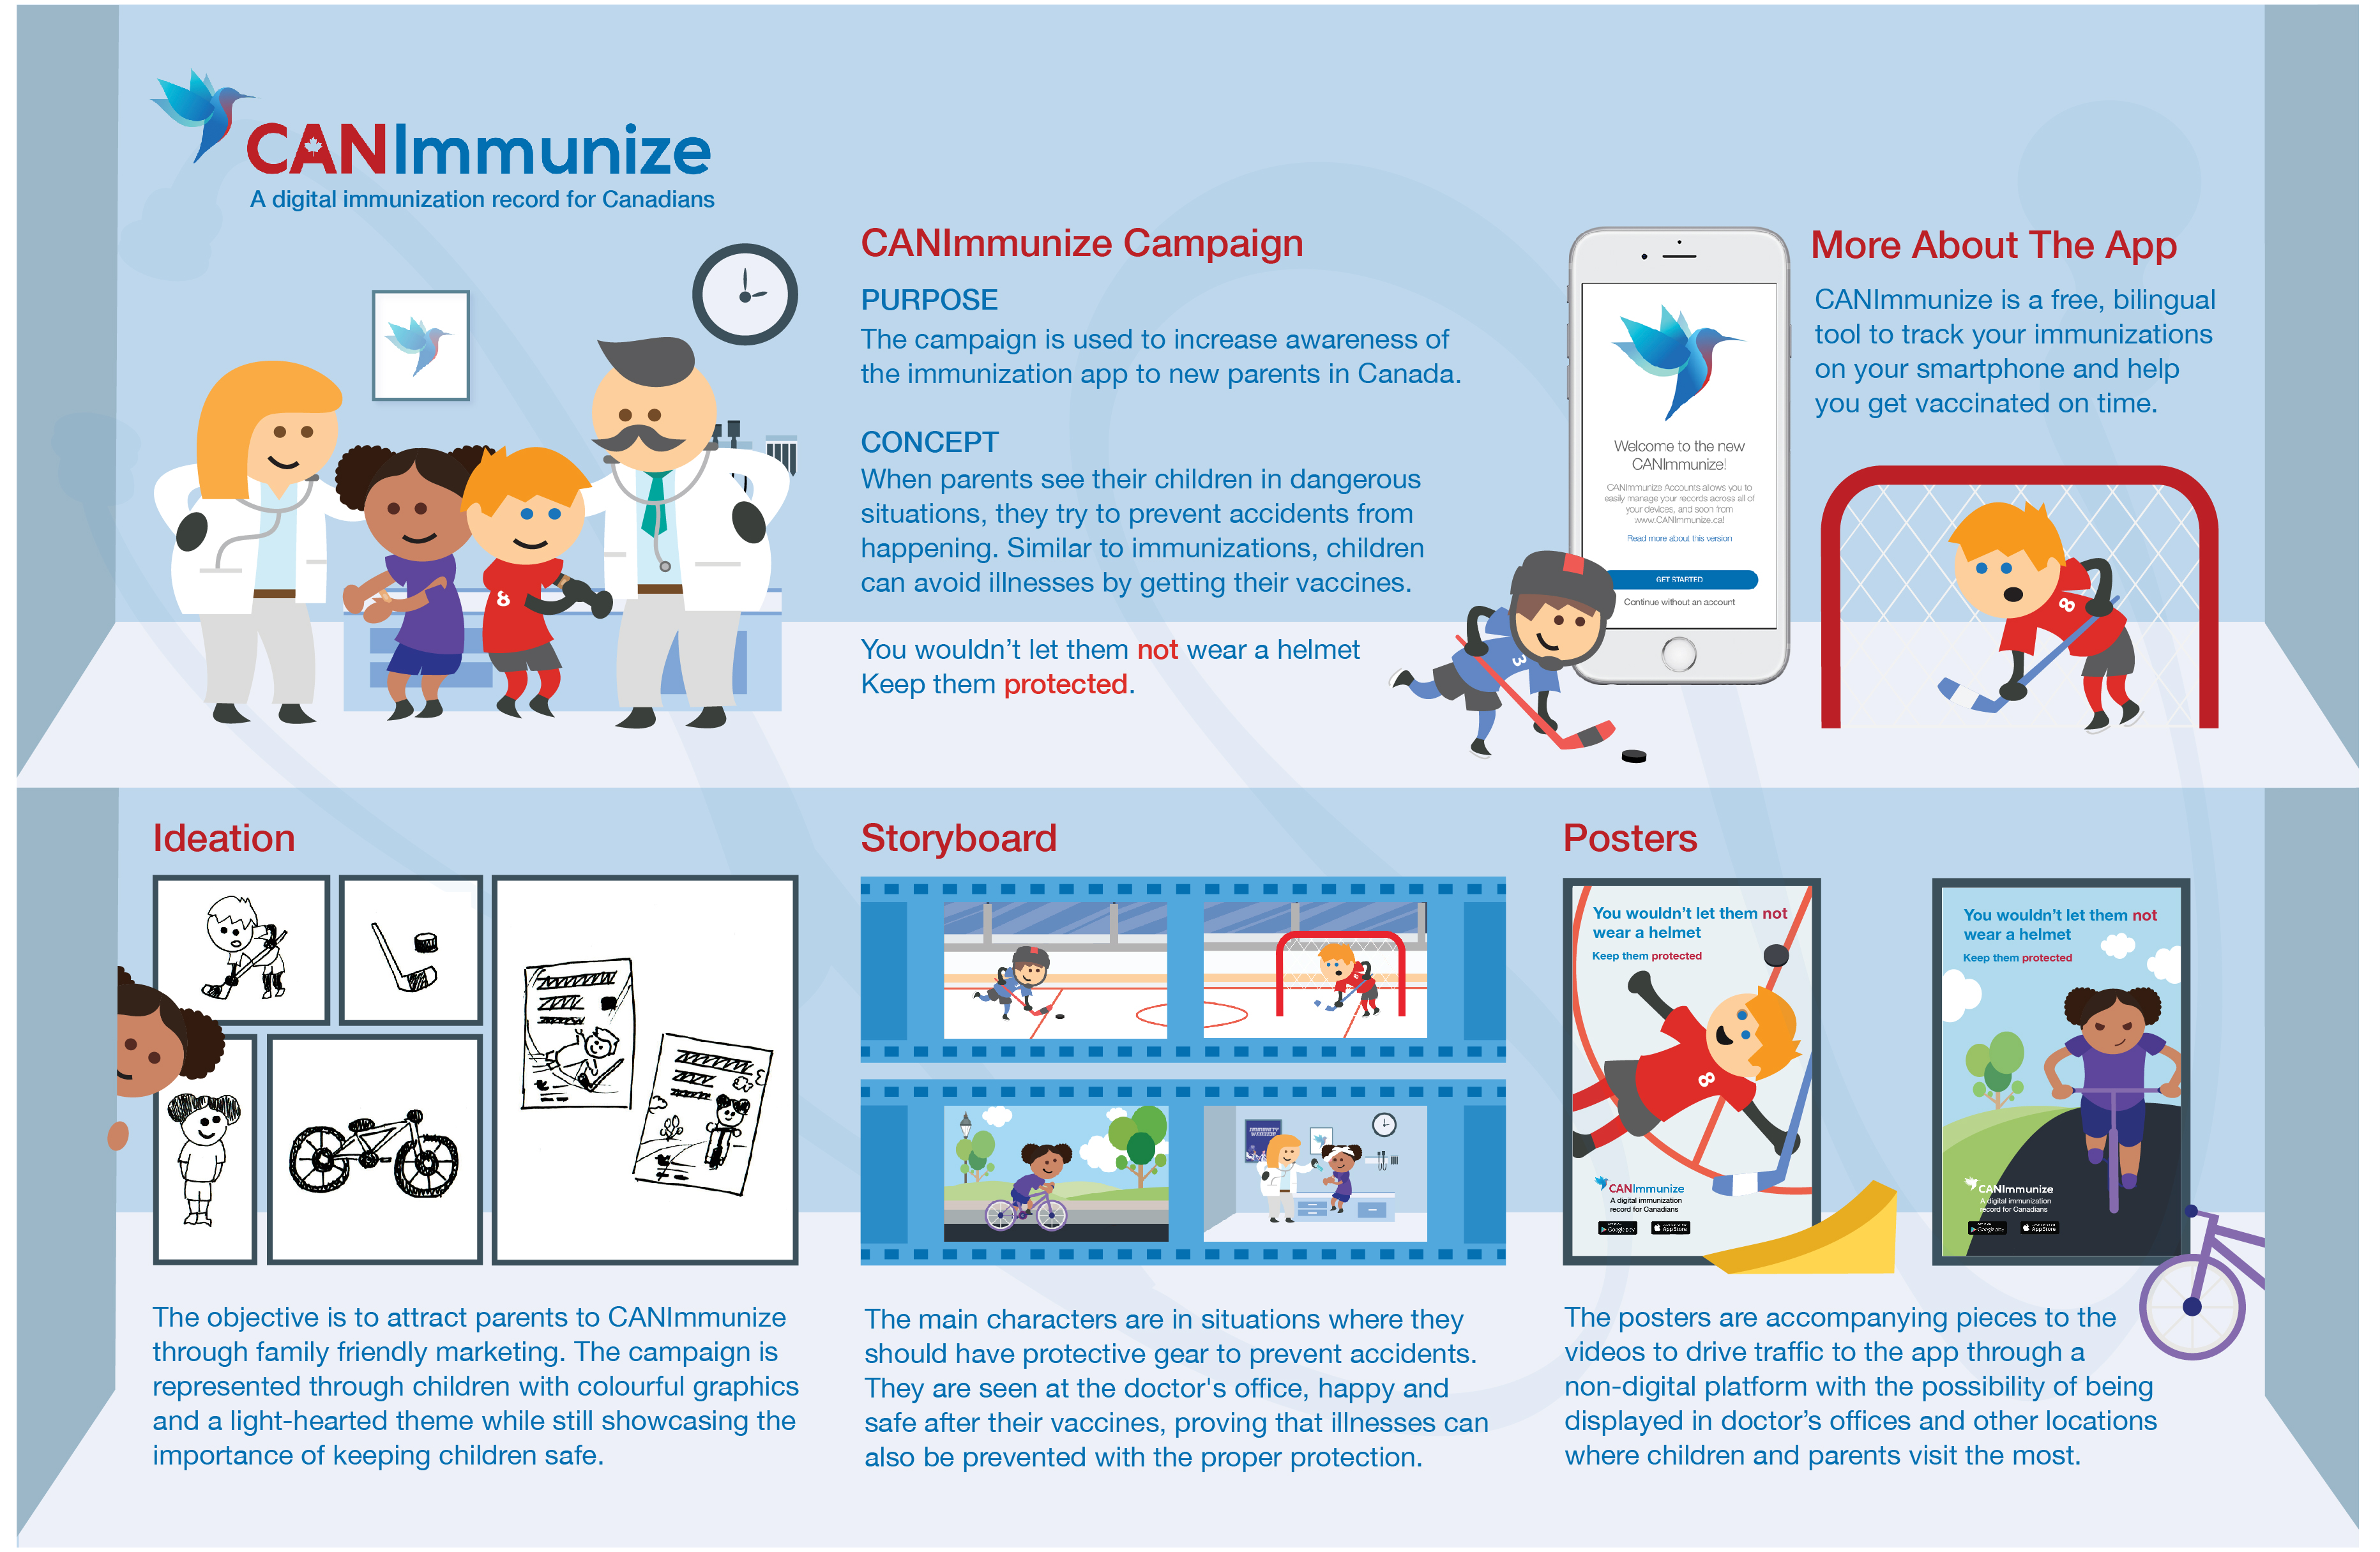 CANImmunize
A digital immunization record for Canadians
CANImmunize Campaign
PURPOSE
The campaign is used to increase awareness of
the immunization app to new parents in Canada.
CONCEPT
When parents see their children in dangerous
situations, they try to prevent accidents from
happening. Similar to immunizations, children
can avoid illnesses by getting their vaccines.
You wouldn't let them not wear a helmet
Keep them protected.
8
Welcome to the new
CANImmunize!
CANImmunize Accounts allows you to
easily manage your records across all of
your devices, and soon from
www.CANImmunize.ca!
Read more about this version
GET STARTED
Continue without an account
3
More About The App
CANImmunize is a free, bilingual
tool to track your immunizations
on your smartphone and help
you get vaccinated on time.
8
Ideation
The objective is to attract parents to CANImmunize
through family friendly marketing. The campaign is
represented through children with colourful graphics
and a light-hearted theme while still showcasing the
importance of keeping children safe.
Storyboard
The main characters are in situations where they
should have protective gear to prevent accidents.
They are seen at the doctor's office, happy and
safe after their vaccines, proving that illnesses can
also be prevented with the proper protection.
Posters
You wouldn't let them not
wear a helmet
Keep them protected
8
CANImmunize
A digital immunization
record for Canadians
Google play
App Store
You wouldn't let them not
wear a helmet
Keep them protected
CANImmunize
A digital immunization
record for Canadians
Google play
App Store
The posters are accompanying pieces to the
videos to drive traffic to the app through a
non-digital platform with the possibility of being
displayed in doctor's offices and other locations
where children and parents visit the most.